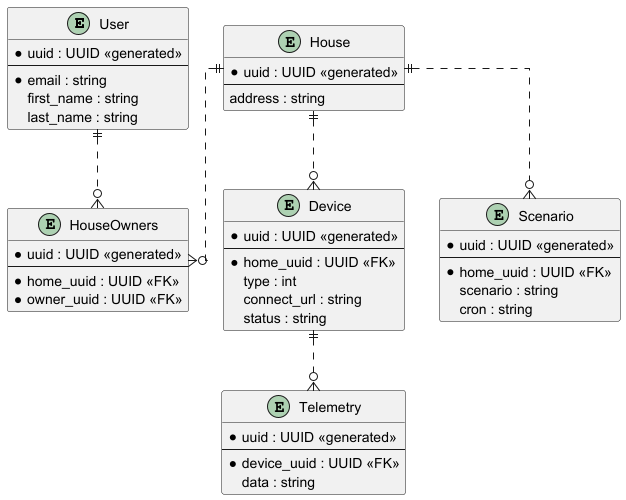 E User
* uuid : UUID «generated»
* email : string
first_name : string
last_name : string
E House
* uuid : UUID «generated»
address : string
E HouseOwners
* uuid : UUID «generated»
* home_uuid : UUID «FK»
* owner_uuid : UUID «FK»
E Device
* uuid : UUID «generated»
* home_uuid : UUID «FK»
type : int
connect_url : string
status : string
E Scenario
* uuid : UUID «generated»
* home_uuid : UUID «FK»
scenario : string
cron : string
E Telemetry
* uuid : UUID «generated»
* device_uuid : UUID «FK»
data : string